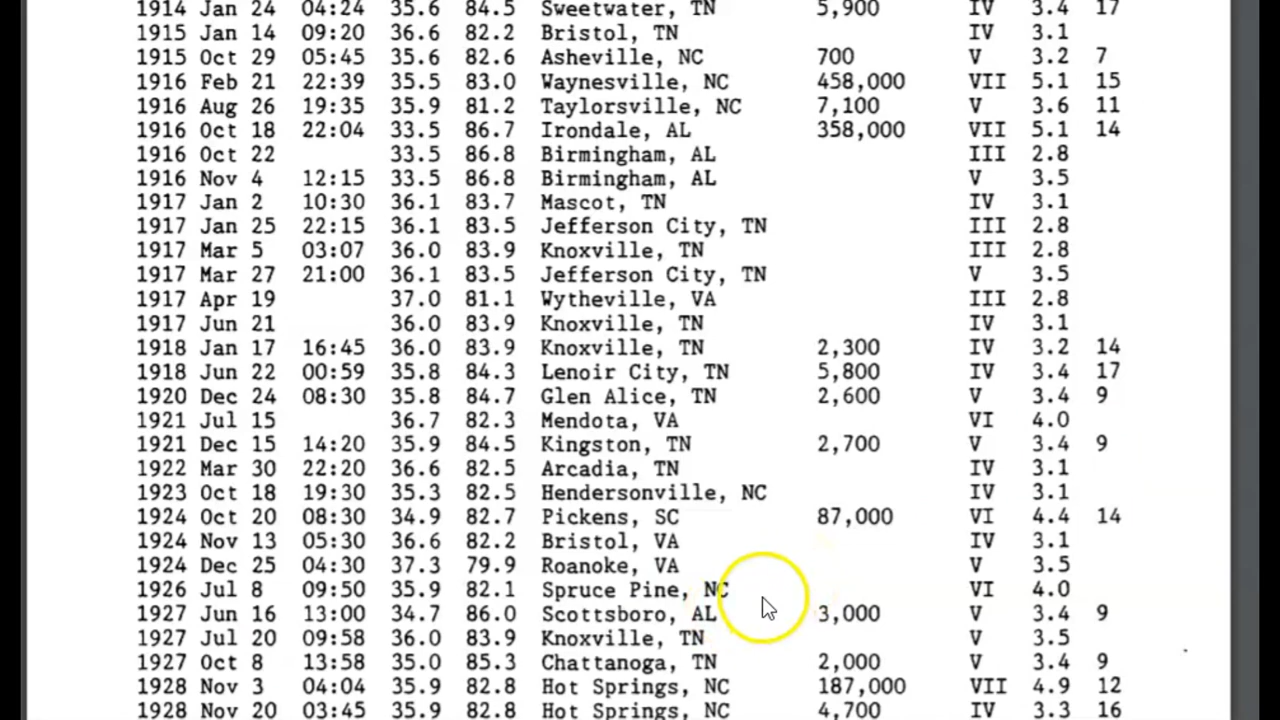 1914 Jan 24 04:24 35.6 84.5 Sweetwater, TN 5,900 IV 3.4 17
1915 Jan 14 09:20 36.6 82.2 Bristol, TN IV 3.1
1915 Oct 29 05:45 35.6 82.6 Asheville, NC 700 V 3.2 7
1916 Feb 21 22:39 35.5 83.0 Waynesville, NC 458,000 VII 5.1 15
1916 Aug 26 19:35 35.9 81.2 Taylorsville, NC 7,100 V 3.6 11
1916 Oct 18 22:04 33.5 86.7 Irondale, AL 358,000 VII 5.1 14
1916 Oct 22 33.5 86.8 Birmingham, AL III 2.8
1916 Nov 4 12:15 33.5 86.8 Birmingham, AL V 3.5
1917 Jan 2 10:30 36.1 83.7 Mascot, TN IV 3.1
1917 Jan 25 22:15 36.1 83.5 Jefferson City, TN III 2.8
1917 Mar 5 03:07 36.0 83.9 Knoxville, TN III 2.8
1917 Mar 27 21:00 36.1 83.5 Jefferson City, TN V 3.5
1917 Apr 19 37.0 81.1 Wytheville, VA III 2.8
1917 Jun 21 36.0 83.9 Knoxville, TN IV 3.1
1918 Jan 17 16:45 36.0 83.9 Knoxville, TN 2,300 IV 3.2 14
1918 Jun 22 00:59 35.8 84.3 Lenoir City, TN 5,800 IV 3.4 17
1920 Dec 24 08:30 35.8 84.7 Glen Alice, TN 2,600 V 3.4 9
1921 Jul 15 36.7 82.3 Mendota, VA VI 4.0
1921 Dec 15 14:20 35.9 84.5 Kingston, TN 2,700 V 3.4 9
1922 Mar 30 22:20 36.6 82.5 Arcadia, TN IV 3.1
1923 Oct 18 19:30 35.3 82.5 Hendersonville, NC IV 3.1
1924 Oct 20 08:30 34.9 82.7 Pickens, SC 87,000 VI 4.4 14
1924 Nov 13 05:30 36.6 82.2 Bristol, VA IV 3.1
1924 Dec 25 04:30 37.3 79.9 Roanoke, VA V 3.5
1926 Jul 8 09:50 35.9 82.1 Spruce Pine, NC VI 4.0
1927 Jun 16 13:00 34.7 86.0 Scottsboro, AL 3,000 V 3.4 9
1927 Jul 20 09:58 36.0 83.9 Knoxville, TN V 3.5
1927 Oct 8 13:58 35.0 85.3 Chattanoga, TN 2,000 V 3.4 9
1928 Nov 3 04:04 35.9 82.8 Hot Springs, NC 187,000 VII 4.9 12
1928 Nov 20 03:45 35.9 82.8 Hot Springs, NC 4,700 IV 3.3 16